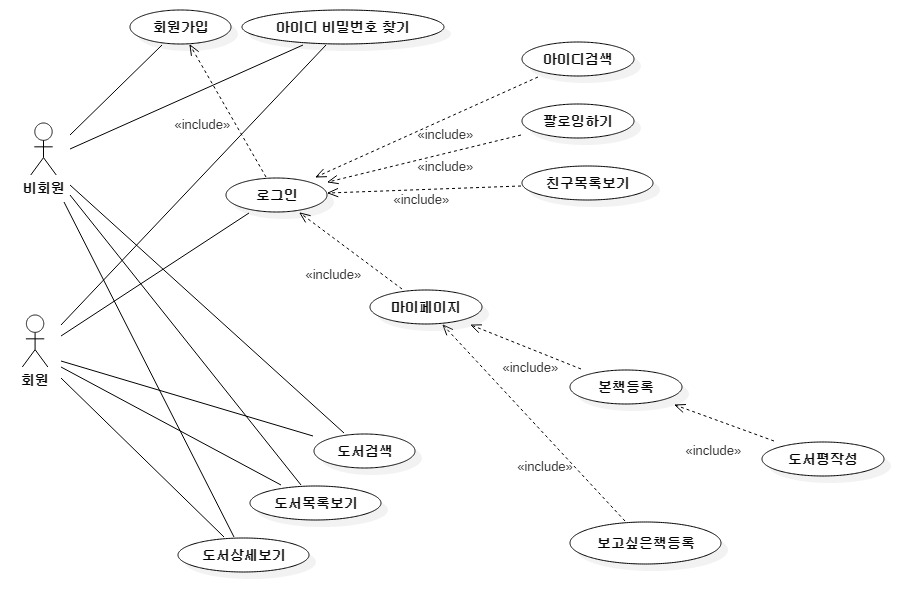 회원가입
아이디 비밀번호 찾기
아이디검색
«include»
«include»
팔로잉하기
«include»
친구목록보기
비회원
로그인
«include»
«include»
마이페이지
회원
«include»
본책등록
도서검색
«include»
도서평작성
«include»
도서목록보기
보고싶은책등록
도서상세보기